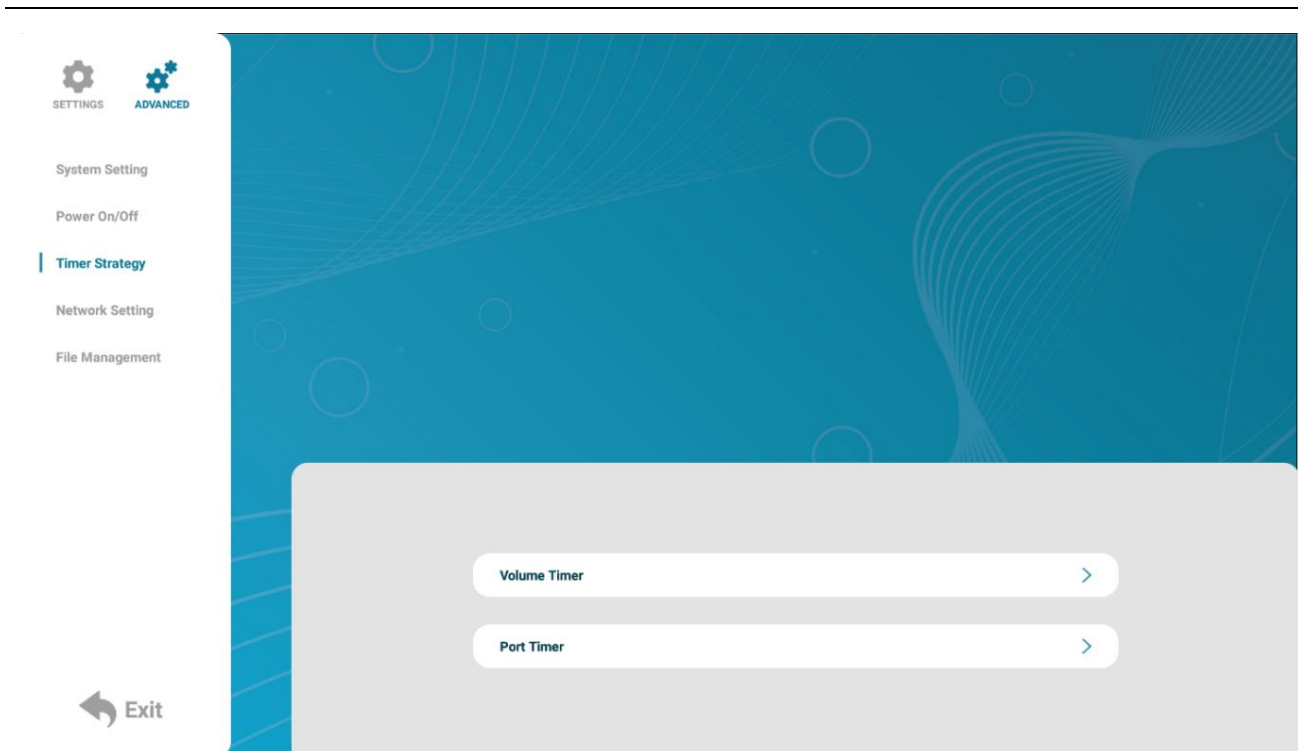 SETTINGS ADVANCED
System Setting
Power On/Off
Timer Strategy
Network Setting
File Management
Volume Timer
Port Timer
Exit